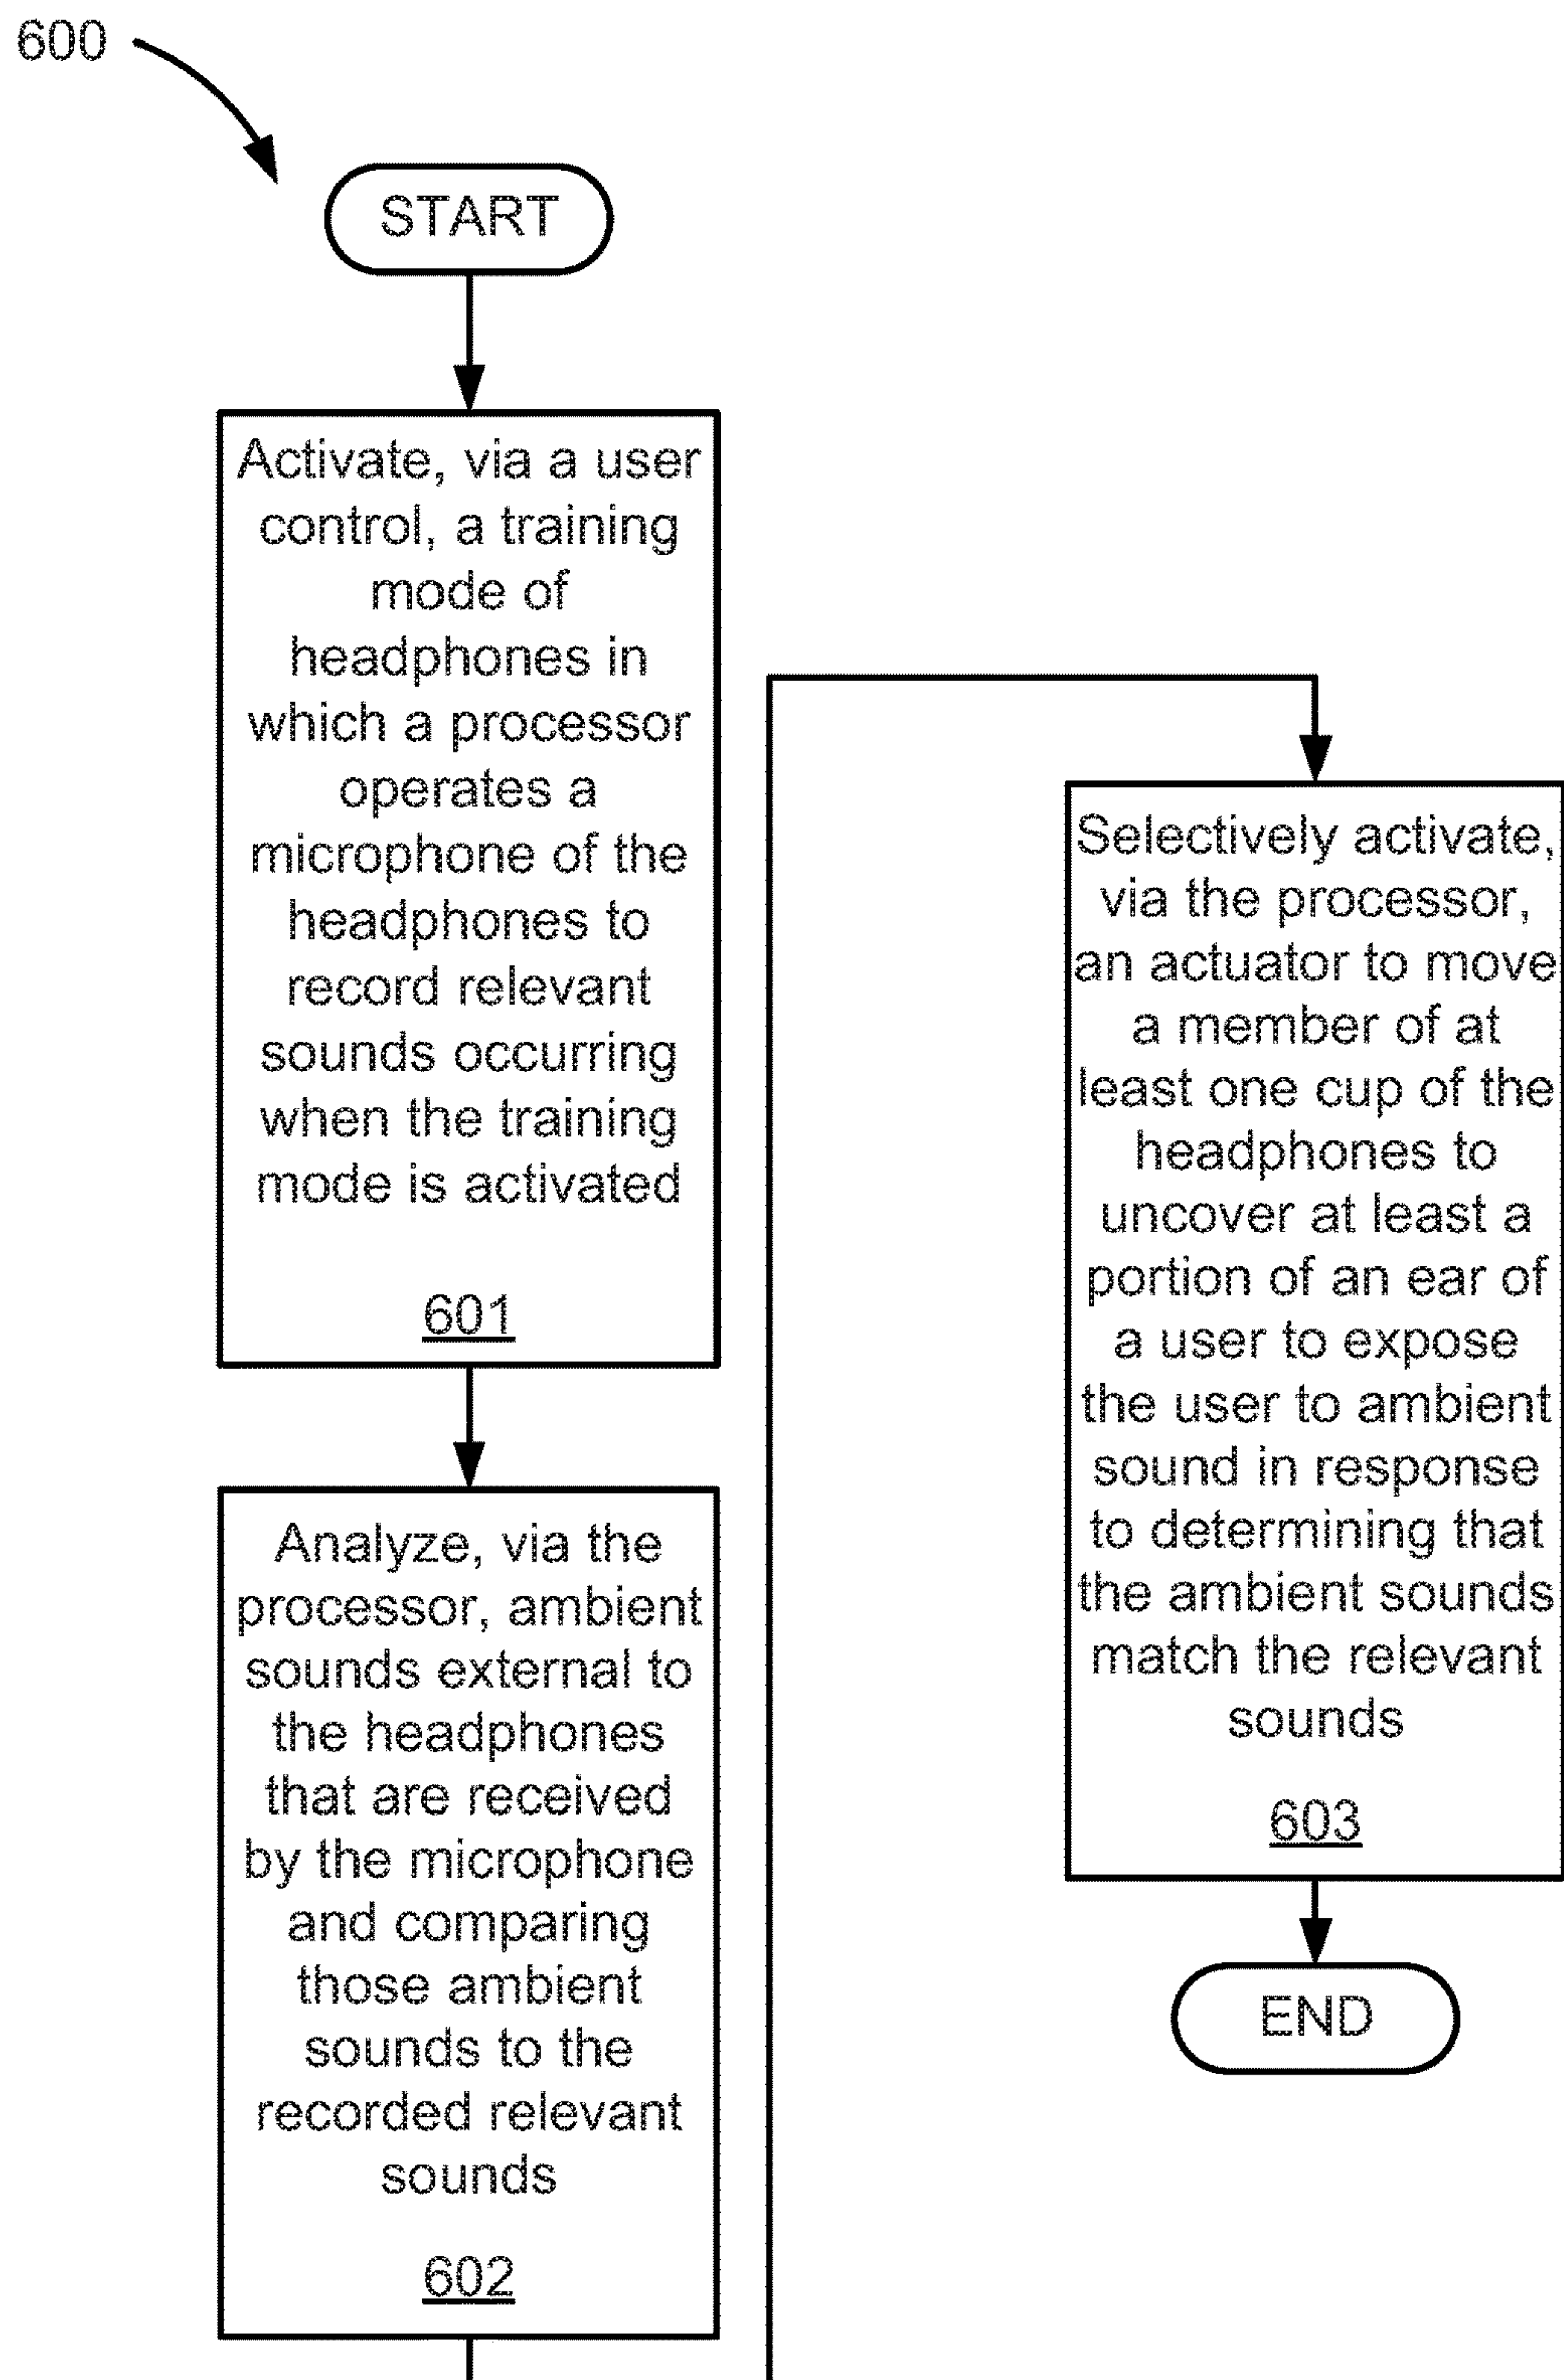 600
START
Activate, via a user
control, a training
mode of
headphones in
which a processor
operates a
microphone of the
headphones to
record relevant
sounds occurring
when the training
mode is activated
601
Analyze, via the
processor, ambient
sounds external to
the headphones
that are received
by the microphone
and comparing
those ambient
sounds to the
recorded relevant
sounds
602
Selectively activate,
via the processor,
an actuator to move
a member of at
least one cup of the
headphones to
uncover at least a
portion of an ear of
a user to expose
the user to ambient
sound in response
to determining that
the ambient sounds
match the relevant
sounds
603
END